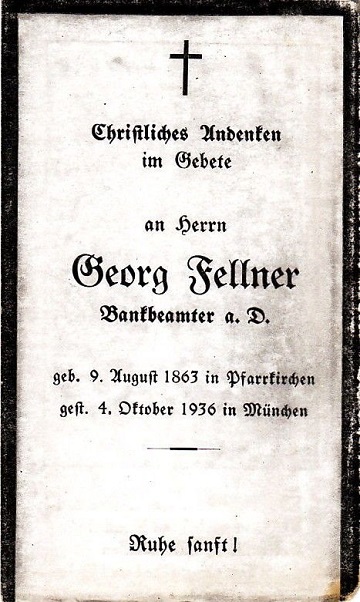 Christliches Andenken
im Gebete
an Herrn
Georg Fellner
Bankbeamter a. D.
geb. 9. August 1863 in Pfarrkirchen
gest. 4. Oktober 1936 in München
Ruhe sanft!